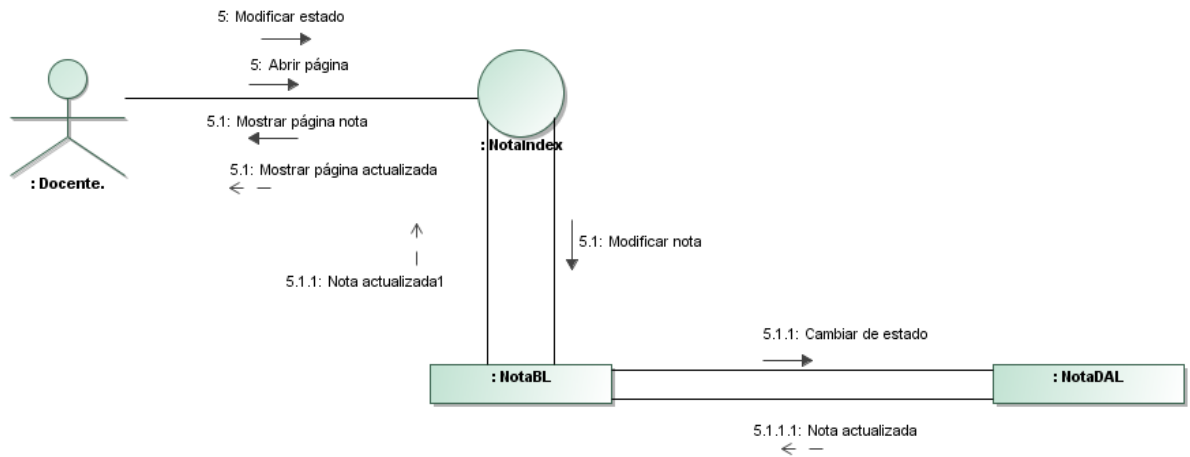 5: Modificar estado
5: Abrir página
5.1: Mostrar página nota
: NotaIndex
5.1: Mostrar página actualizada
: Docente.
5.1: Modificar nota
5.1.1: Nota actualizada1
5.1.1: Cambiar de estado
: NotaBL
: NotaDAL
5.1.1.1: Nota actualizada